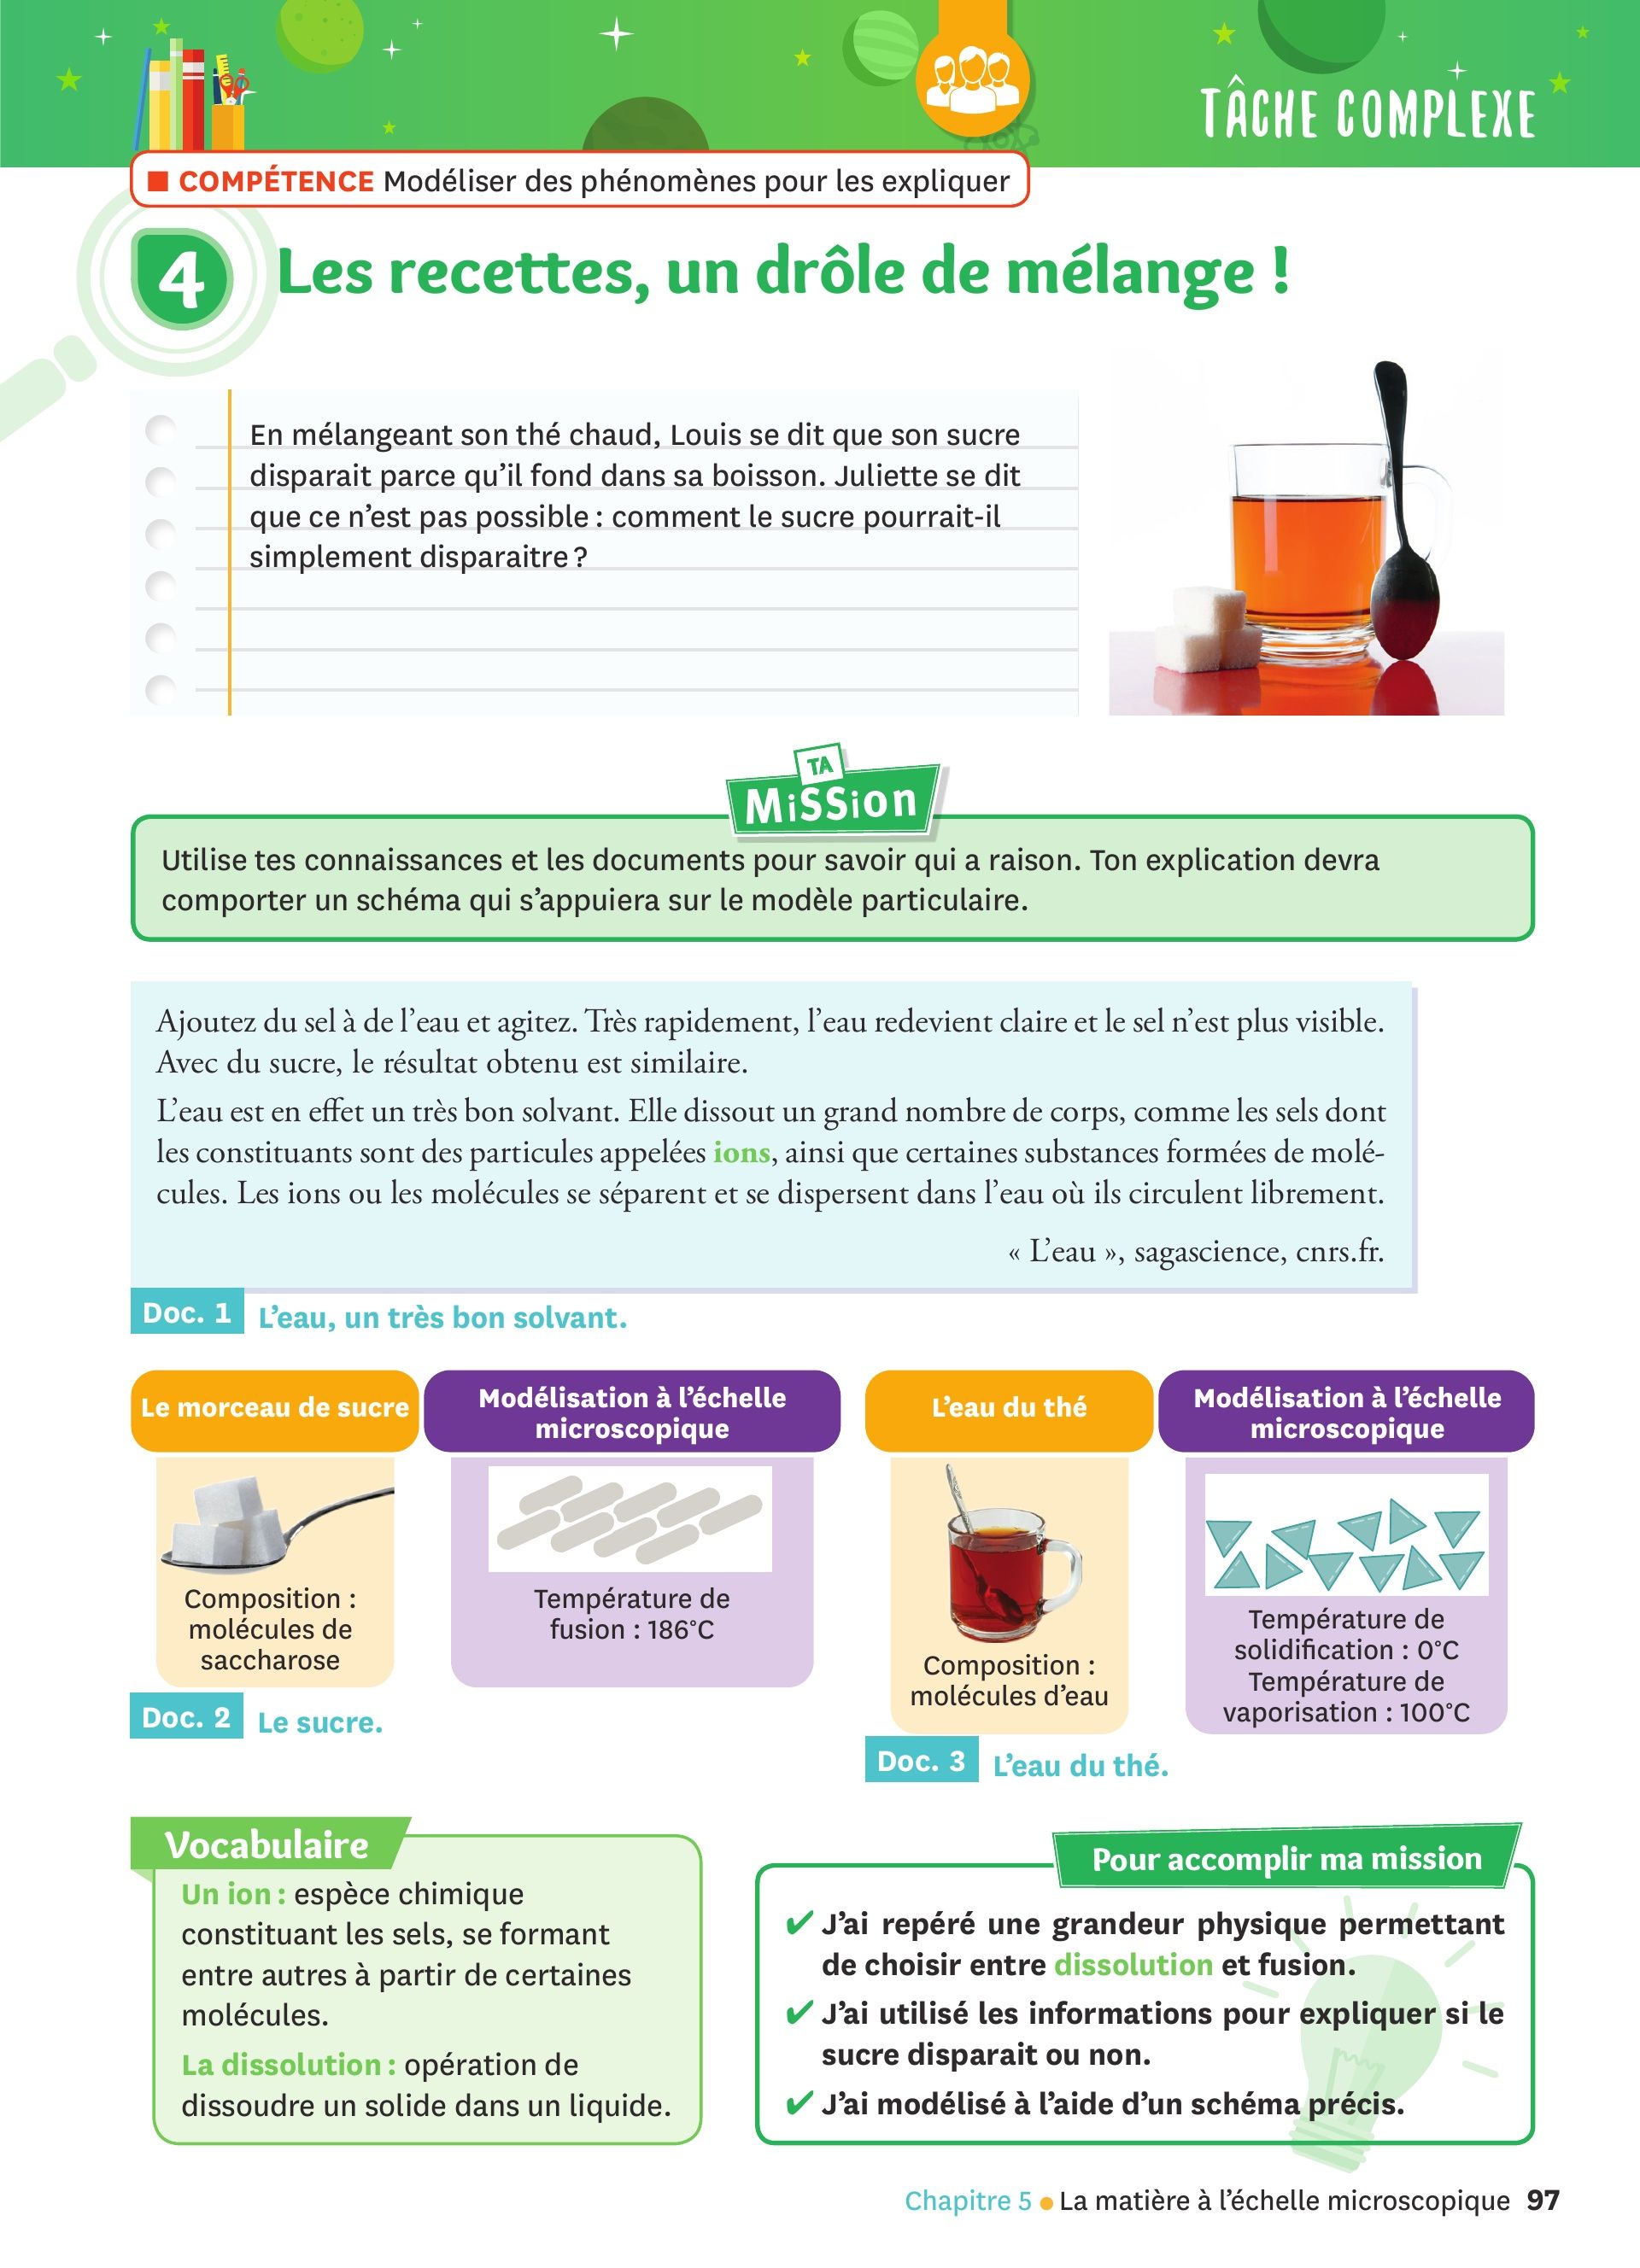 TÂCHE COMPLEXE
■ COMPÉTENCE Modéliser des phénomènes pour les expliquer
4 Les recettes, un drôle de mélange !
En mélangeant son thé chaud, Louis se dit que son sucre
disparait parce qu'il fond dans sa boisson. Juliette se dit
que ce n'est pas possible : comment le sucre pourrait-il
simplement disparaitre ?
TA
MiSSion
Utilise tes connaissances et les documents pour savoir qui a raison. Ton explication devra
comporter un schéma qui s'appuiera sur le modèle particulaire.
Ajoutez du sel à de l'eau et agitez. Très rapidement, l'eau redevient claire et le sel n'est plus visible.
Avec du sucre, le résultat obtenu est similaire.
L'eau est en effet un très bon solvant. Elle dissout un grand nombre de corps, comme les sels dont
les constituants sont des particules appelées ions, ainsi que certaines substances formées de molé-
cules. Les ions ou les molécules se séparent et se dispersent dans l'eau où ils circulent librement.
« L'eau », sagascience, cnrs.fr.
Doc. 1 L'eau, un très bon solvant.
Le morceau de sucre
Modélisation à l'échelle
microscopique
Composition :
molécules de
saccharose
Température de
fusion : 186°C
Doc. 2 Le sucre.
L'eau du thé
Modélisation à l'échelle
microscopique
Composition :
molécules d'eau
Température de
solidification : 0°C
Température de
vaporisation : 100°C
Doc. 3 L'eau du thé.
Vocabulaire
Un ion : espèce chimique
constituant les sels, se formant
entre autres à partir de certaines
molécules.
La dissolution : opération de
dissoudre un solide dans un liquide.
Pour accomplir ma mission
✔ J'ai repéré une grandeur physique permettant
de choisir entre dissolution et fusion.
✔ J'ai utilisé les informations pour expliquer si le
sucre disparait ou non.
✔ J'ai modélisé à l'aide d'un schéma précis.
Chapitre 5 ● La matière à l'échelle microscopique 97